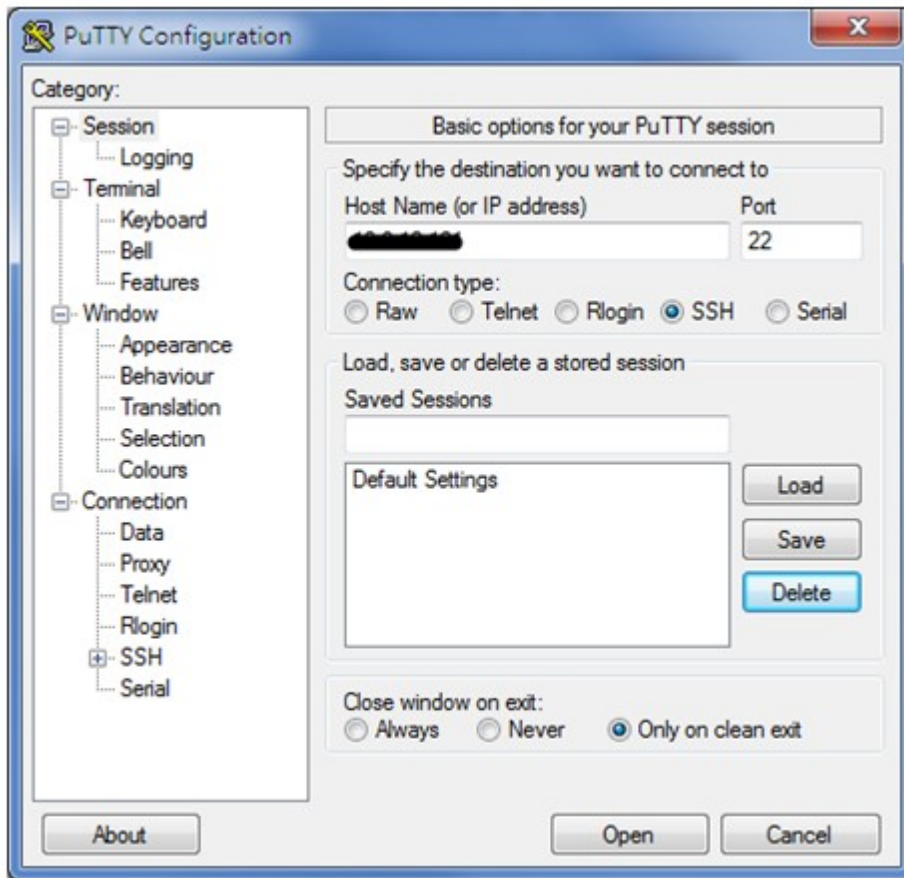 PuTTY Configuration
Category:
Session
Logging
Terminal
Keyboard
Bell
Features
Window
Appearance
Behaviour
Translation
Selection
Colours
Connection
Data
Proxy
Telnet
Rlogin
SSH
Serial
Basic options for your PuTTY session
Specify the destination you want to connect to
Host Name (or IP address) Port
22
Connection type:
Raw Telnet Rlogin SSH Serial
Load, save or delete a stored session
Saved Sessions
Default Settings
Load
Save
Delete
Close window on exit:
Always Never Only on clean exit
About Open Cancel